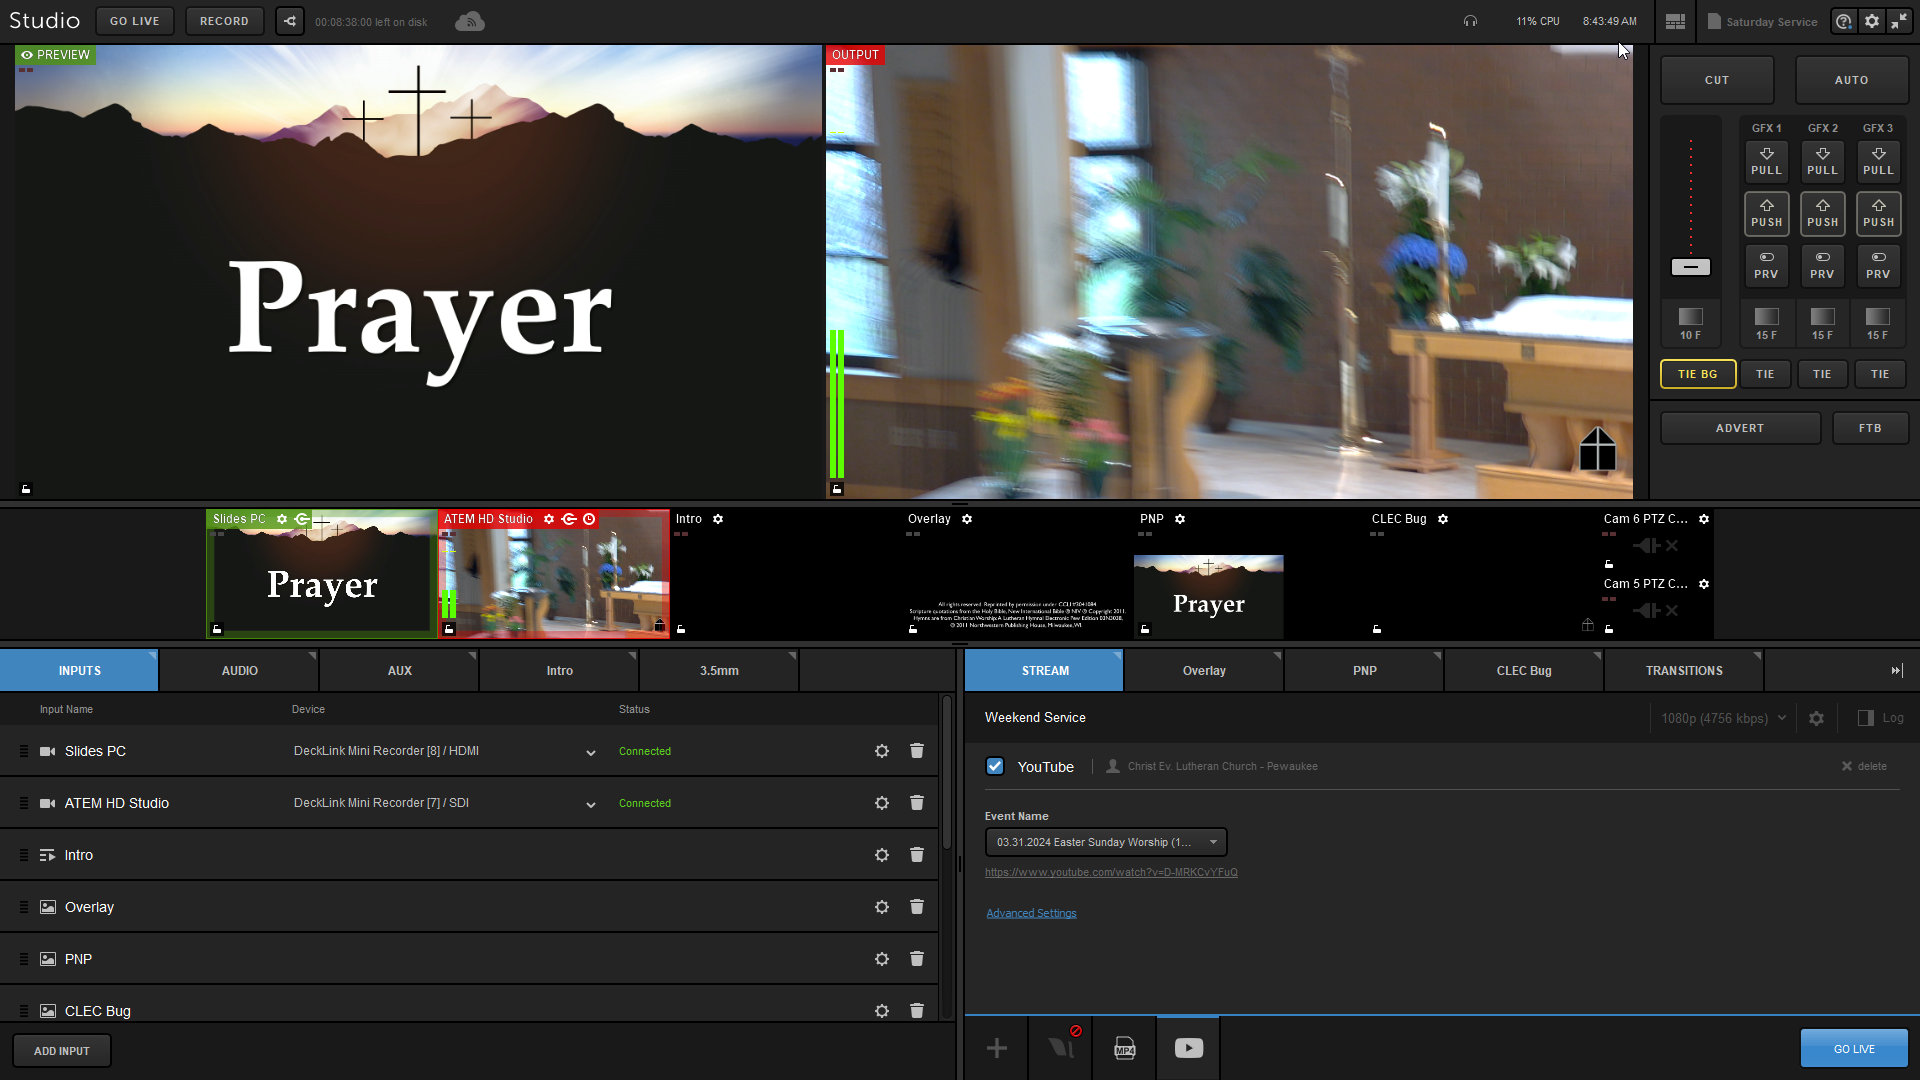 Studio
GO LIVE
RECORD
00:08:38:00 left on disk
11% CPU
8:43:49 AM
Saturday Service
PREVIEW
OUTPUT
Prayer
CUT
AUTO
GFX 1 GFX 2 GFX 3
PULL PULL PULL
PUSH PUSH PUSH
PRV PRV PRV
10 F 15 F 15 F 15 F
TIE BG TIE TIE TIE
ADVERT FTB
Slides PC
Prayer
ATEM HD Studio
Intro
Overlay
All rights reserved. Reprinted by permission under CCLI #3041084
Scripture quotations from the Holy Bible, New International Bible ® NIV ® Copyright 2011.
Hymns are from Christian Worship: A Lutheran Hymnal Electronic Pew Edition 03N3038,
© 2011 Northwestern Publishing House, Milwaukee, WI.
PNP
Prayer
CLEC Bug
Cam 6 PTZ C...
Cam 5 PTZ C...
INPUTS AUDIO AUX Intro 3.5mm
Input Name Device Status
Slides PC DeckLink Mini Recorder [8] / HDMI Connected
ATEM HD Studio DeckLink Mini Recorder [7] / SDI Connected
Intro
Overlay
PNP
CLEC Bug
ADD INPUT
STREAM Overlay PNP CLEC Bug TRANSITIONS
Weekend Service 1080p (4756 kbps) Log
YouTube Christ Ev. Lutheran Church - Pewaukee delete
Event Name
03.31.2024 Easter Sunday Worship (1...
https://www.youtube.com/watch?v=D-MRKCvYFuQ
Advanced Settings
MP4
GO LIVE